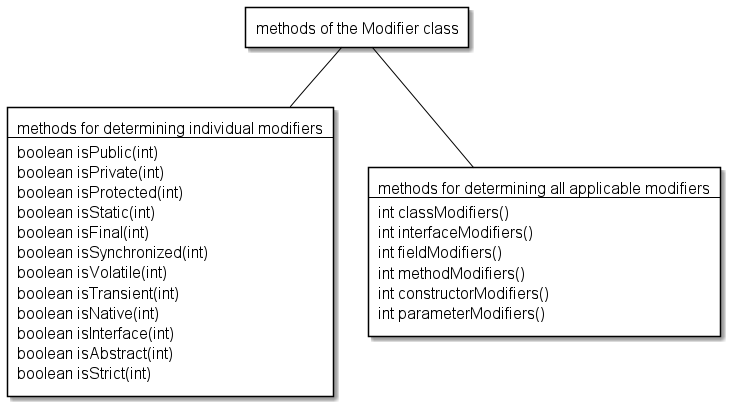 methods of the Modifier class
methods for determining individual modifiers
boolean isPublic(int)
boolean isPrivate(int)
boolean isProtected(int)
boolean isStatic(int)
boolean isFinal(int)
boolean isSynchronized(int)
boolean isVolatile(int)
boolean isTransient(int)
boolean isNative(int)
boolean isInterface(int)
boolean isAbstract(int)
boolean isStrict(int)
methods for determining all applicable modifiers
int classModifiers()
int interfaceModifiers()
int fieldModifiers()
int methodModifiers()
int constructorModifiers()
int parameterModifiers()